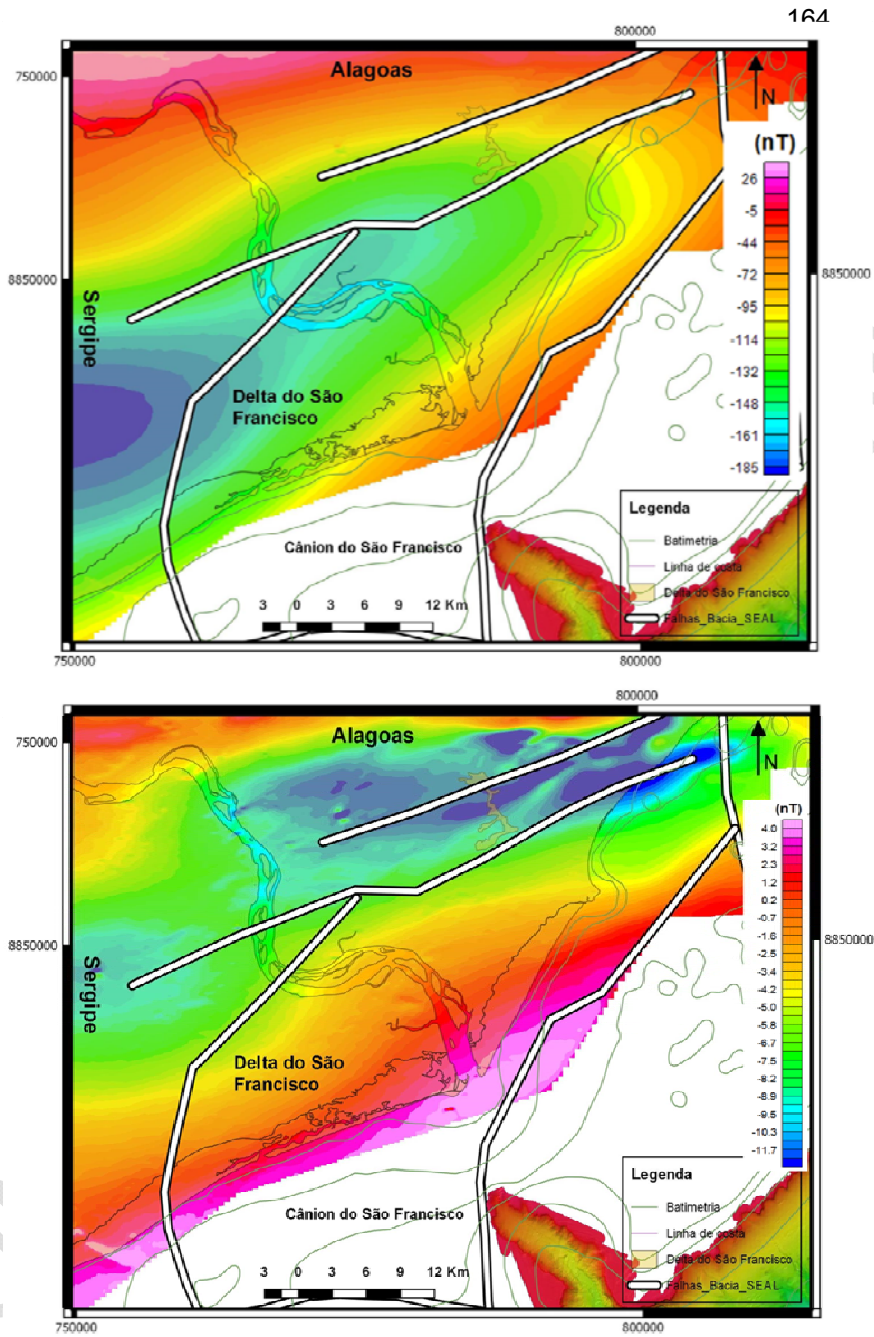 164
800000
Alagoas
750000
N
(nT)
26
-5
-44
-72
-95
-114
-132
-148
-161
-185
8850000
8850000
Sergipe
Delta do São
Francisco
Cânion do São Francisco
3 0 3 6 9 12 Km
Legenda
Batimetria
Linha de costa
Delta do São Francisco
Falhas_Bacia_SEAL
750000
800000
800000
Alagoas
750000
N
(nT)
4.0
3.2
2.3
1.2
0.2
-0.7
-1.6
-2.5
-3.4
-4.2
-5.0
-5.8
-6.7
-7.5
-8.2
-8.9
-9.5
-10.3
-11.7
8850000
8850000
Sergipe
Delta do São
Francisco
Cânion do São Francisco
3 0 3 6 9 12 Km
Legenda
Batimetria
Linha de costa
Delta do São Francisco
Falhas_Bacia_SEAL
750000
800000